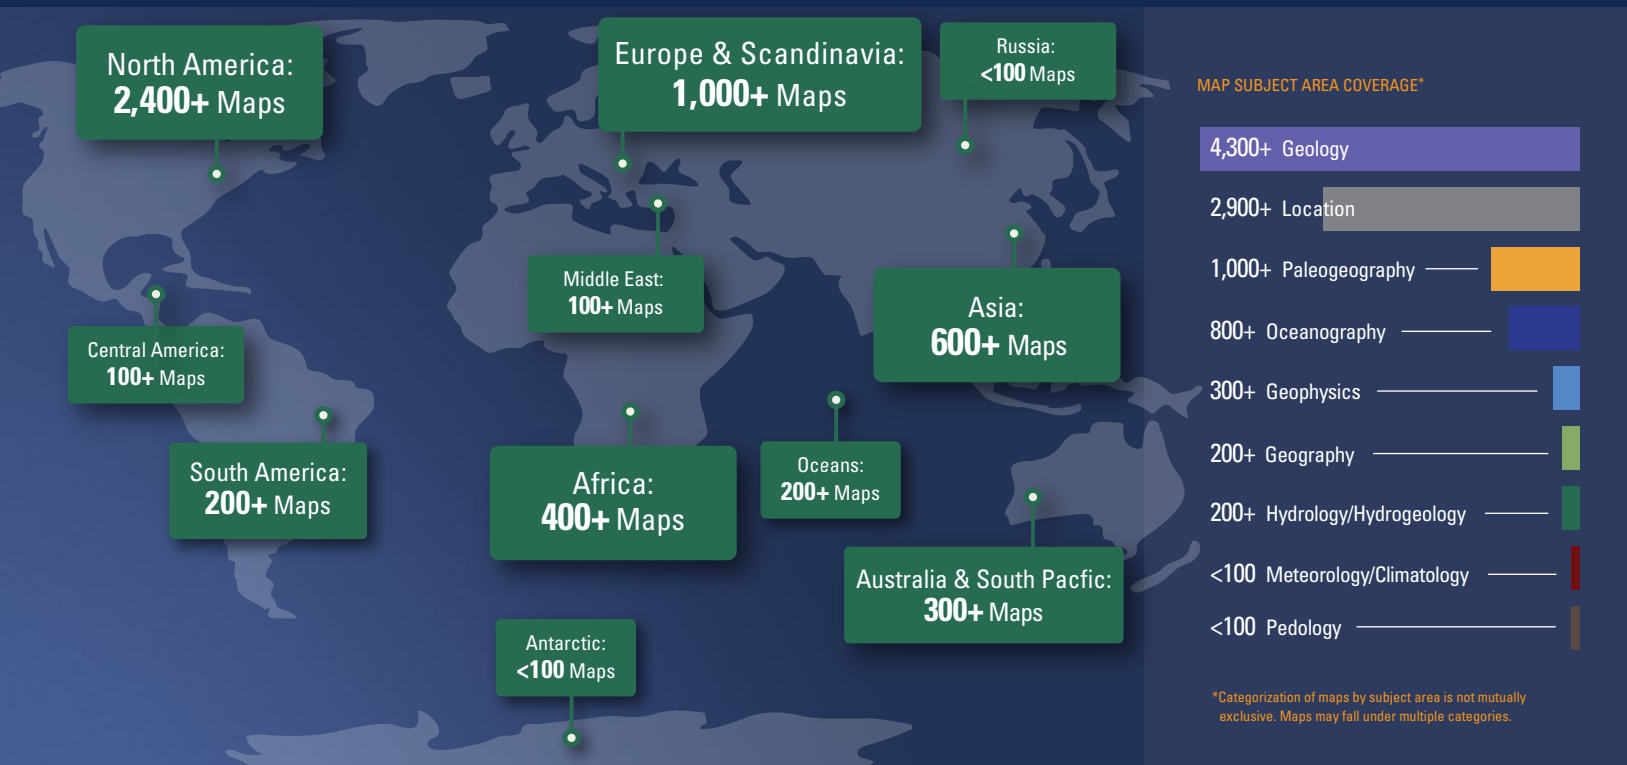 North America:
2,400+ Maps
Europe & Scandinavia:
1,000+ Maps
Russia:
<100 Maps
Middle East:
100+ Maps
Asia:
600+ Maps
Central America:
100+ Maps
South America:
200+ Maps
Africa:
400+ Maps
Oceans:
200+ Maps
Australia & South Pacfic:
300+ Maps
Antarctic:
<100 Maps
MAP SUBJECT AREA COVERAGE*
4,300+ Geology
2,900+ Location
1,000+ Paleogeography
800+ Oceanography
300+ Geophysics
200+ Geography
200+ Hydrology/Hydrogeology
<100 Meteorology/Climatology
<100 Pedology
*Categorization of maps by subject area is not mutually
exclusive. Maps may fall under multiple categories.